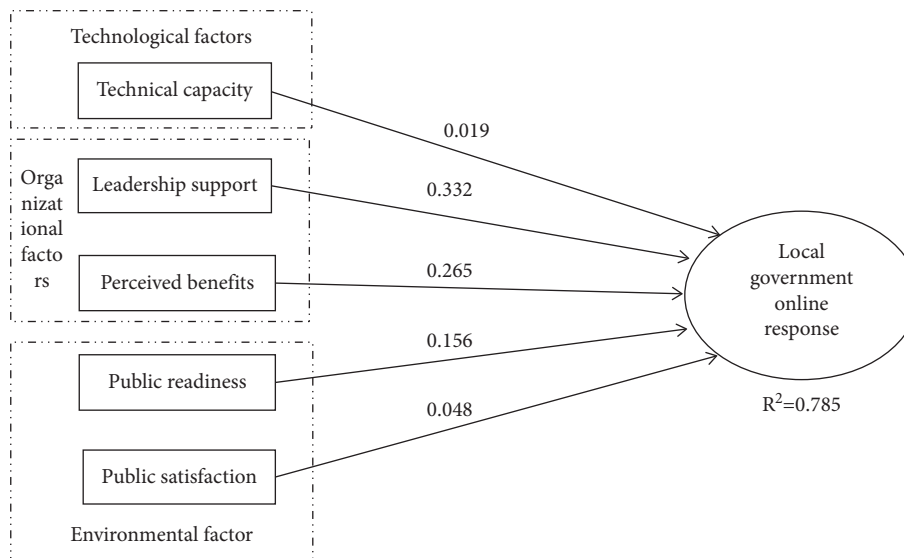 Technological factors
Technical capacity
0.019
Orga
nizat
ional
facto
rs
Leadership support
0.332
Perceived benefits
0.265
Local
government
online
response
R²=0.785
Public readiness
0.156
Public satisfaction
0.048
Environmental factor